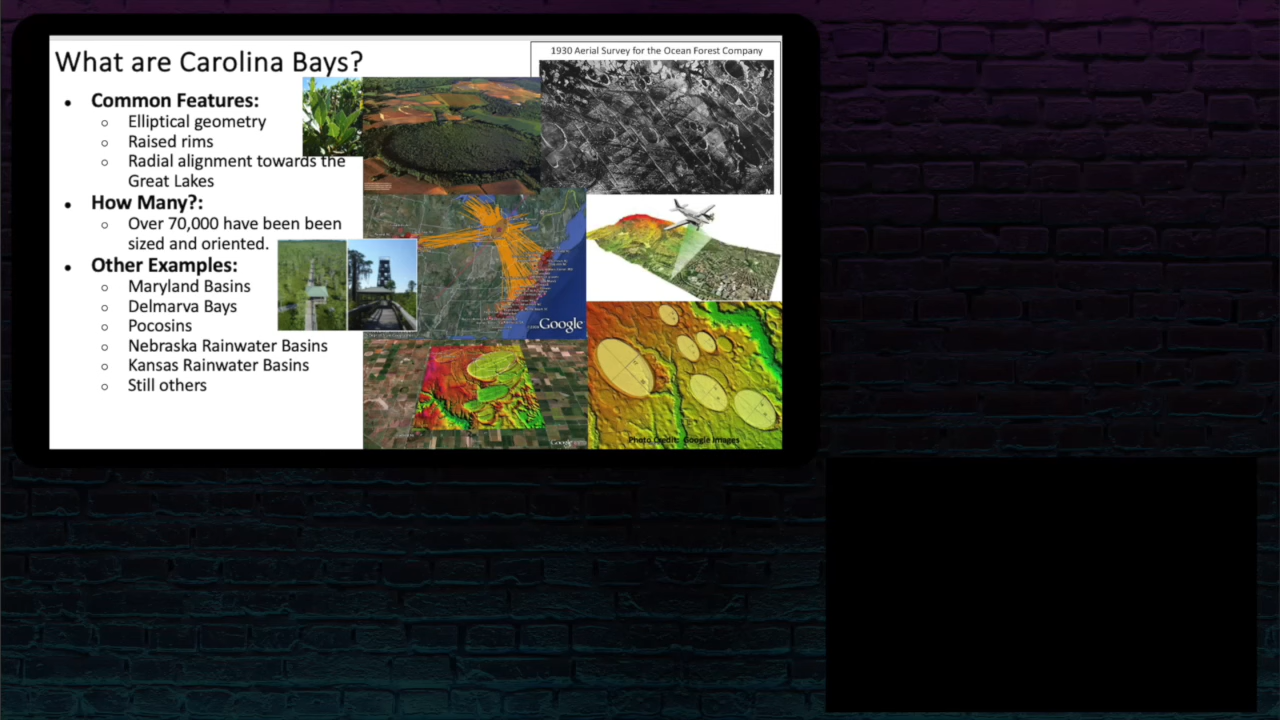 What are Carolina Bays?
1930 Aerial Survey for the Ocean Forest Company
• Common Features:
○ Elliptical geometry
○ Raised rims
○ Radial alignment towards the
Great Lakes
• How Many?:
○ Over 70,000 have been been
sized and oriented.
• Other Examples:
○ Maryland Basins
○ Delmarva Bays
○ Pocosins
○ Nebraska Rainwater Basins
○ Kansas Rainwater Basins
○ Still others
N
Google
Google
Photo Credit: Google Images